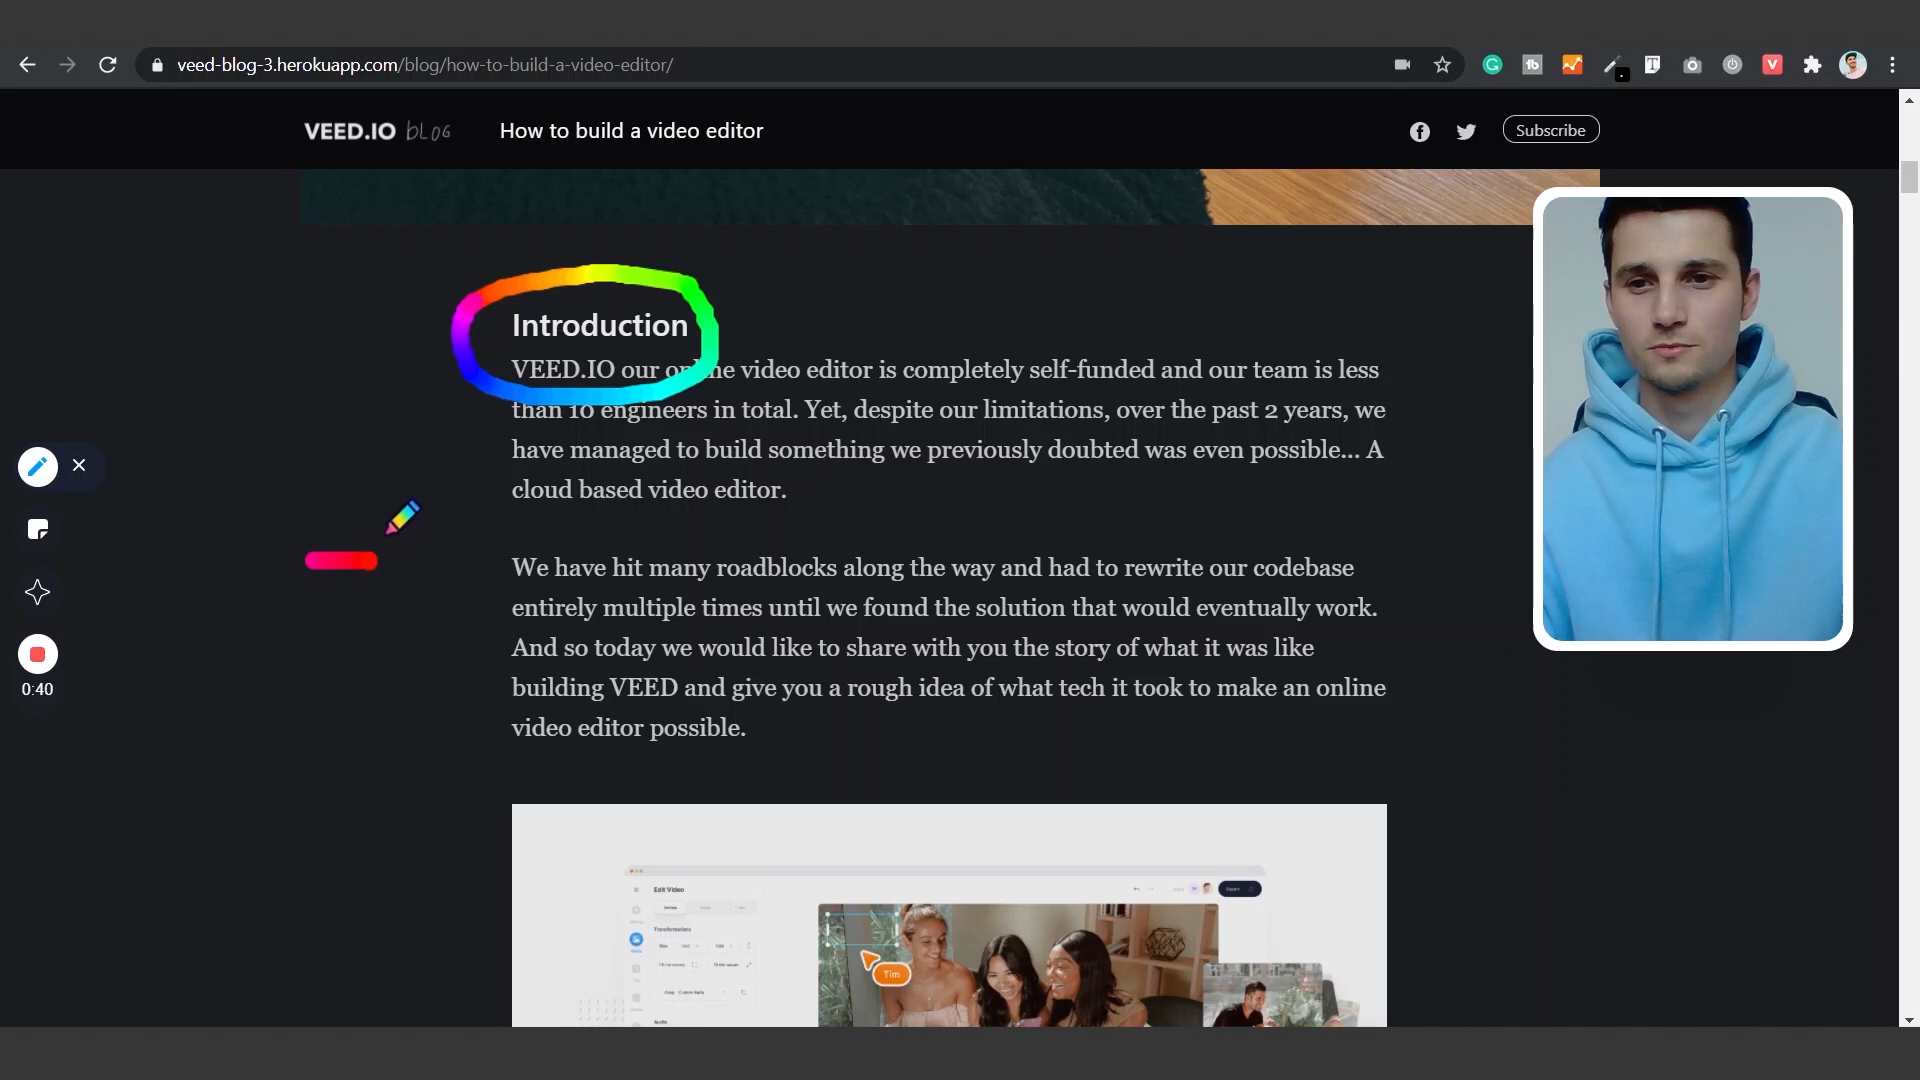 veed-blog-3.herokuapp.com/blog/how-to-build-a-video-editor/
VEED.IO BLOG
How to build a video editor
Subscribe
Introduction
VEED.IO our online video editor is completely self-funded and our team is less
than 10 engineers in total. Yet, despite our limitations, over the past 2 years, we
have managed to build something we previously doubted was even possible... A
cloud based video editor.
0:40
We have hit many roadblocks along the way and had to rewrite our codebase
entirely multiple times until we found the solution that would eventually work.
And so today we would like to share with you the story of what it was like
building VEED and give you a rough idea of what tech it took to make an online
video editor possible.
Edit Video
Transformations
Tim
Audio